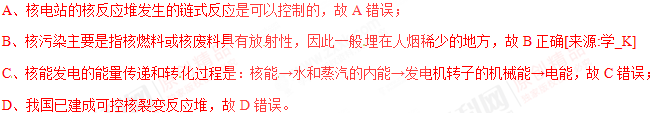 A、核电站的核反应堆发生的链式反应是可以控制的，故 A 错误；
B、核污染主要是指核燃料或核废料具有放射性，因此一般埋在人烟稀少的地方，故 B 正确[来源:学_K]
C、核能发电的能量传递和转化过程是：核能→水和蒸汽的内能→发电机转子的机械能→电能，故 C 错误；
D、我国已建成可控核裂变反应堆，故 D 错误。